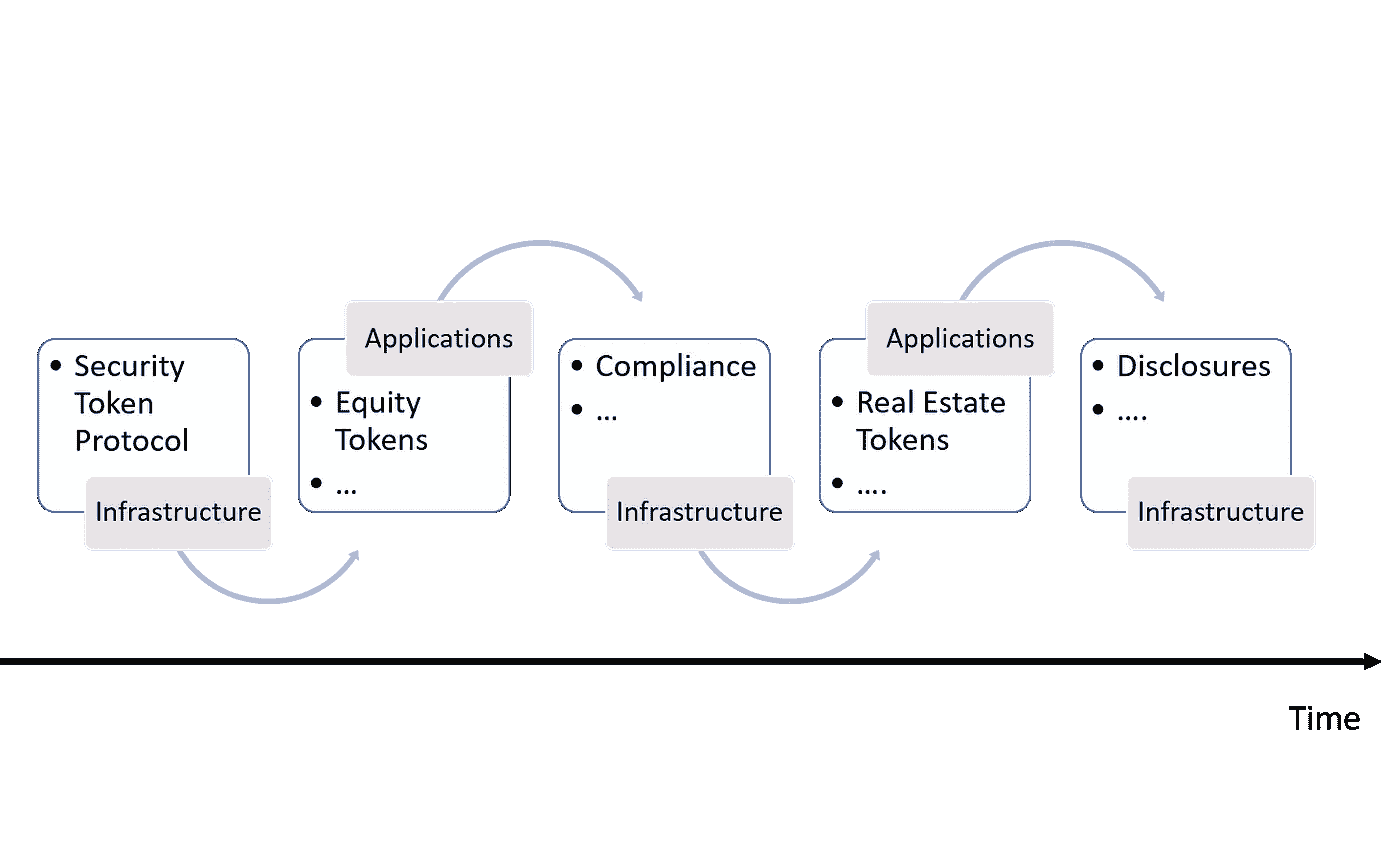 • Security
Token
Protocol
Infrastructure
Applications
• Equity
Tokens
• ...
• Compliance
• ...
Infrastructure
Applications
• Real Estate
Tokens
• ....
• Disclosures
• ....
Infrastructure
Time